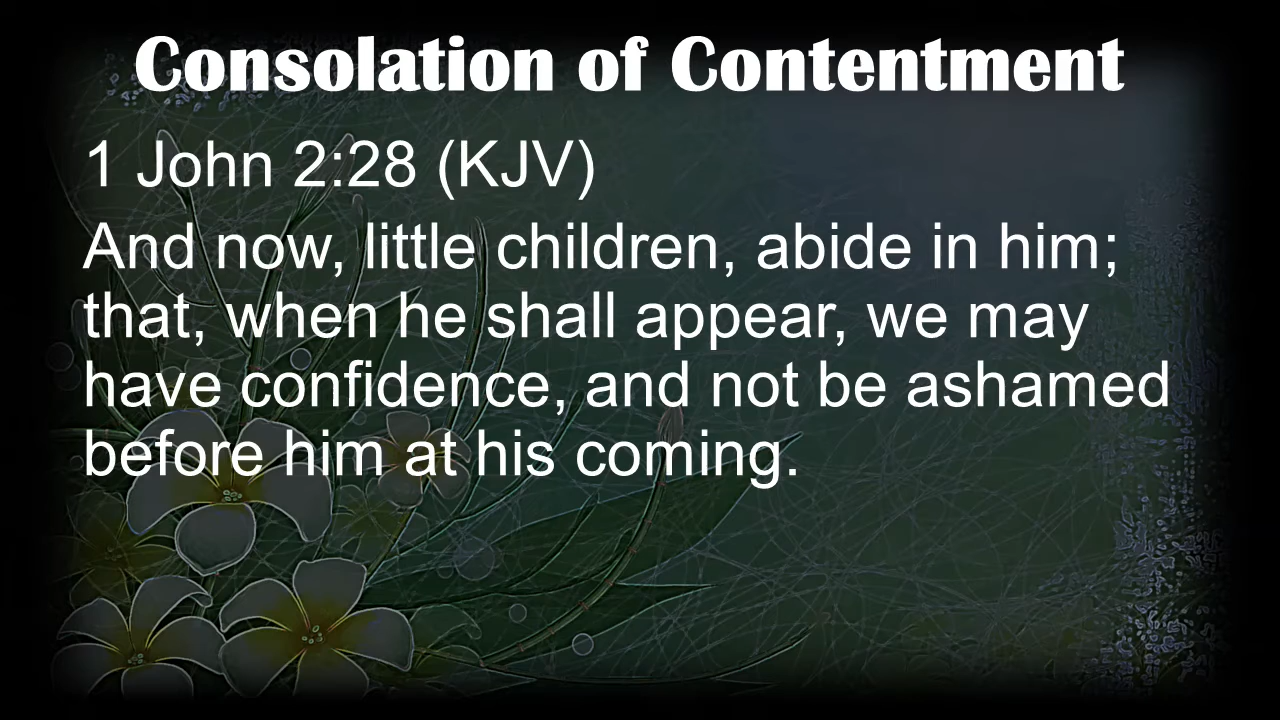 Consolation of Contentment
1 John 2:28 (KJV)
And now, little children, abide in him;
that, when he shall appear, we may
have confidence, and not be ashamed
before him at his coming.